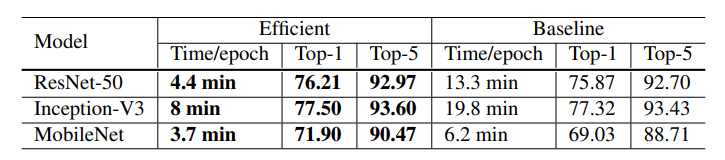 Model Efficient Baseline
Time/epoch Top-1 Top-5 Time/epoch Top-1 Top-5
ResNet-50 4.4 min 76.21 92.97 13.3 min 75.87 92.70
Inception-V3 8 min 77.50 93.60 19.8 min 77.32 93.43
MobileNet 3.7 min 71.90 90.47 6.2 min 69.03 88.71